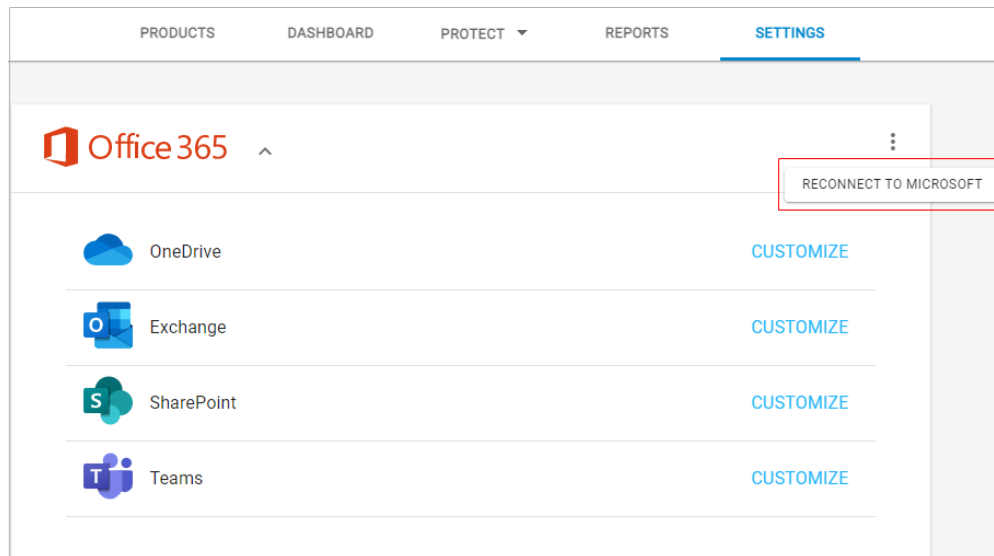 PRODUCTS DASHBOARD PROTECT REPORTS SETTINGS
Office 365
RECONNECT TO MICROSOFT
OneDrive CUSTOMIZE
O
Exchange CUSTOMIZE
S
SharePoint CUSTOMIZE
T
Teams CUSTOMIZE